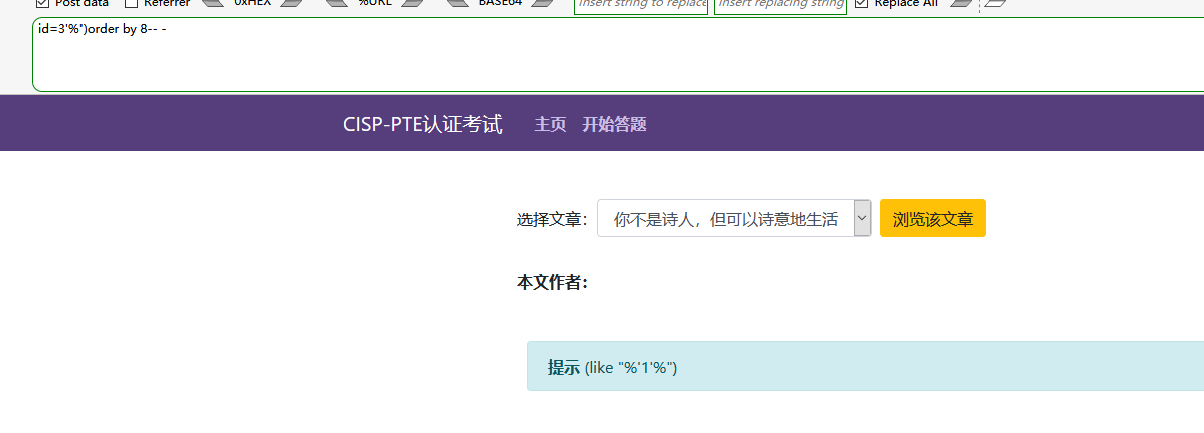 Post data Referrer 0xHEX %URL BASE64 Insert string to replace Insert replacing string Replace All
id=3'%")order by 8-- -
CISP-PTE认证考试 主页 开始答题
选择文章： 你不是诗人，但可以诗意地生活 浏览该文章
本文作者：
提示 (like "%'1'%")